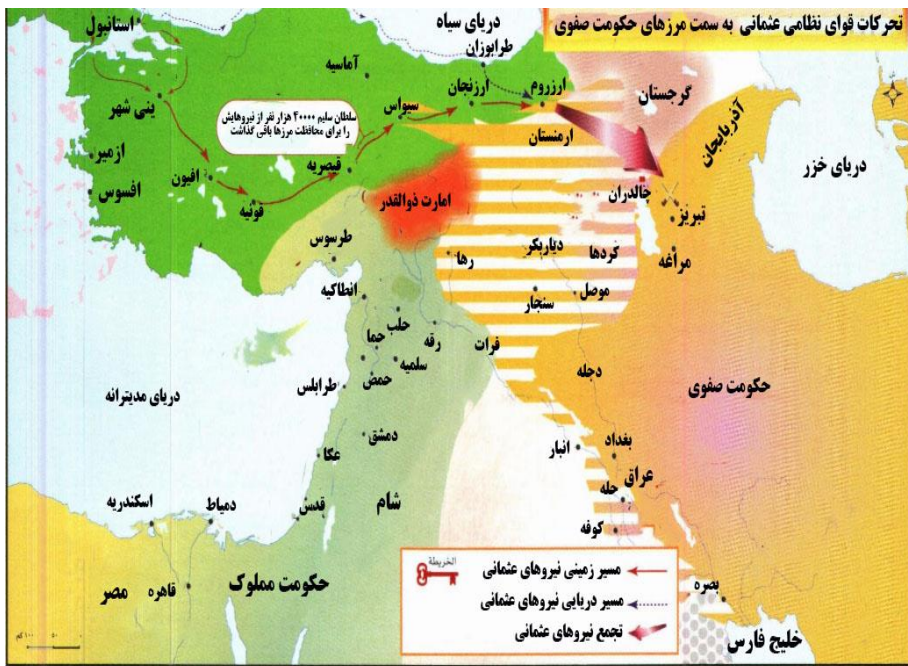 تحرکات قوای نظامی عثمانی به سمت مرزهای حکومت صفوی
استانبول
دریای سیاه
طرابوزان
آماسیه
ینی شهر
ارزنجان
ارزروم
گرجستان
سیواس
سلطان سلیم ۴۰۰۰۰ هزار نفر از نیروهایش
را برای محافظت مرزها باقی گذاشت
ارمنستان
آذربایجان
دریای خزر
ازمیر
افیون
قیصریه
افسوس
قونیه
امارت ذوالقدر
چالدران
تبریز
مراغه
طرسوس
رها
دیاربکر
کردها
انطاکیه
سنجار
موصل
حلب
حما
رقه
فرات
سلمیه
حمض
دجله
حکومت صفوی
دریای مدیترانه
طرابلس
دمشق
عکا
انبار
بغداد
عراق
حله
شام
قدس
اسکندریه
دمیاط
کوفه
مصر
قاهره
حکومت مملوک
الخریطة
مسیر زمینی نیروهای عثمانی
مسیر دریایی نیروهای عثمانی
تجمع نیروهای عثمانی
بصره
خلیج فارس
۱۰۰ کم
۵۰
۰